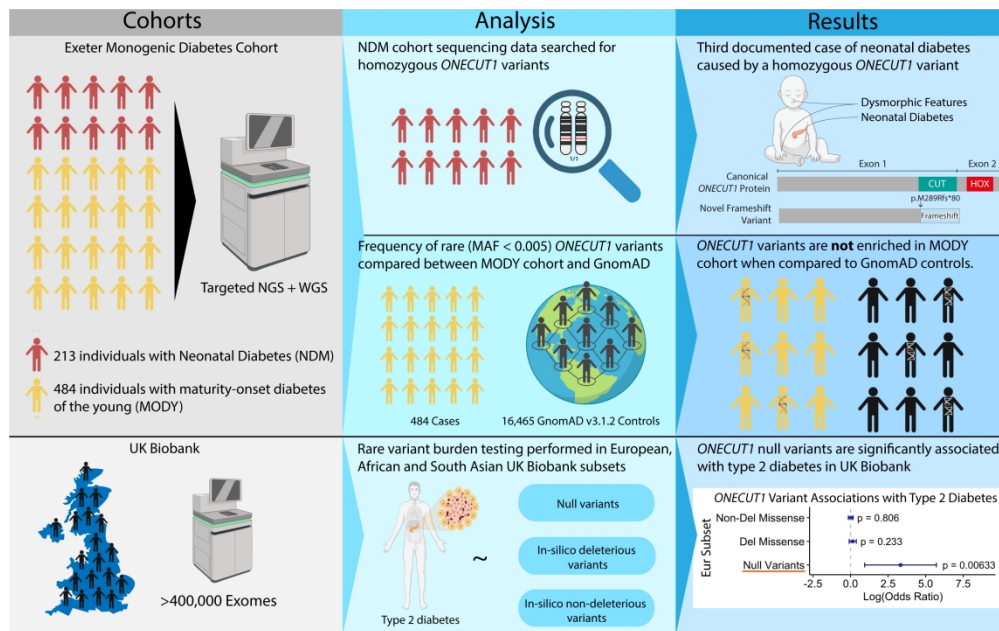 Cohorts
Analysis
Results
Exeter Monogenic Diabetes Cohort
Targeted NGS + WGS
213 individuals with Neonatal Diabetes (NDM)
484 individuals with maturity-onset diabetes
of the young (MODY)
NDM cohort sequencing data searched for
homozygous ONECUT1 variants
1/1
Third documented case of neonatal diabetes
caused by a homozygous ONECUT1 variant
Dysmorphic Features
Neonatal Diabetes
Exon 1
Exon 2
Canonical
ONECUT1 Protein
CUT
HOX
p.M289Rfs*80
Novel Frameshift
Variant
Frameshift
Frequency of rare (MAF < 0.005) ONECUT1 variants
compared between MODY cohort and GnomAD
484 Cases
16,465 GnomAD v3.1.2 Controls
ONECUT1 variants are not enriched in MODY
cohort when compared to GnomAD controls.
UK Biobank
>400,000 Exomes
Rare variant burden testing performed in European,
African and South Asian UK Biobank subsets
Type 2 diabetes
~
Null variants
In-silico deleterious
variants
In-silico non-deleterious
variants
ONECUT1 null variants are significantly associated
with type 2 diabetes in UK Biobank
ONECUT1 Variant Associations with Type 2 Diabetes
Eur Subset
Non-Del Missense
p = 0.806
Del Missense
p = 0.233
Null Variants
p = 0.00633
-2.5 0.0 2.5 5.0 7.5
Log(Odds Ratio)